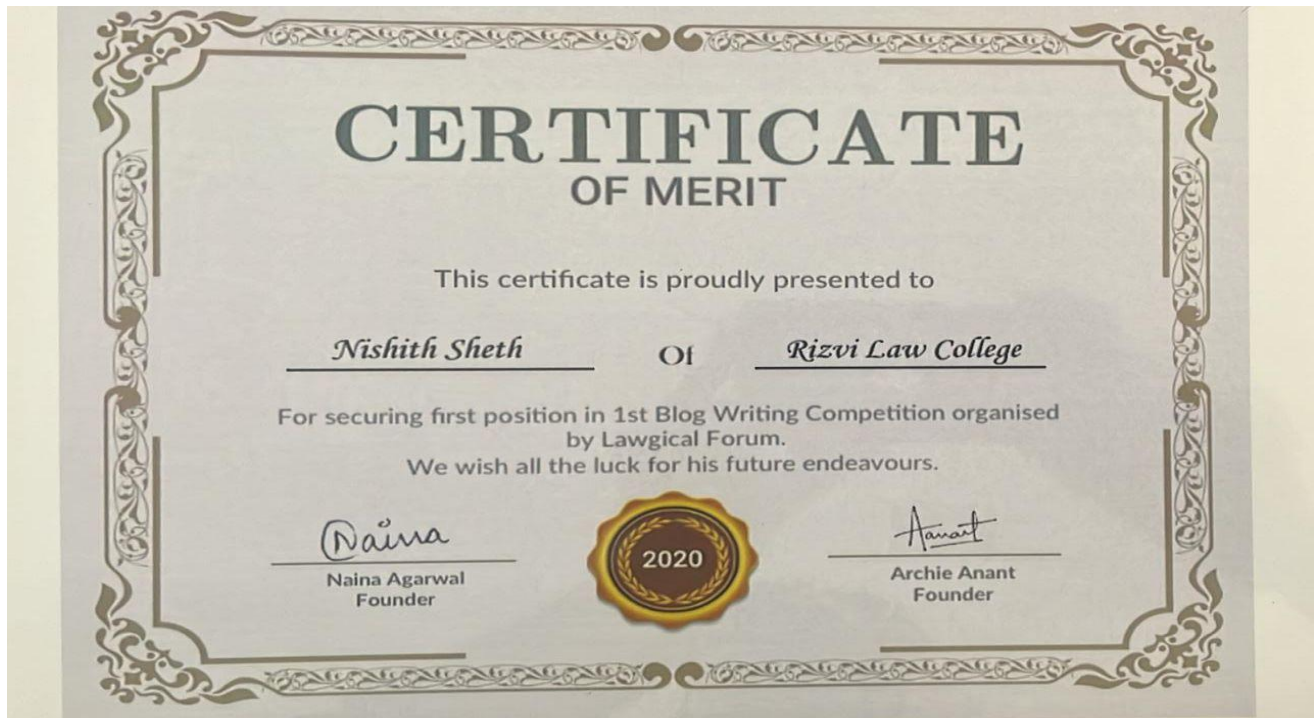 CERTIFICATE
OF MERIT
This certificate is proudly presented to
Nishith Sheth Of Rizvi Law College
For securing first position in 1st Blog Writing Competition organised
by Lawgical Forum.
We wish all the luck for his future endeavours.
Naina
Anant
2020
Naina Agarwal
Founder
Archie Anant
Founder